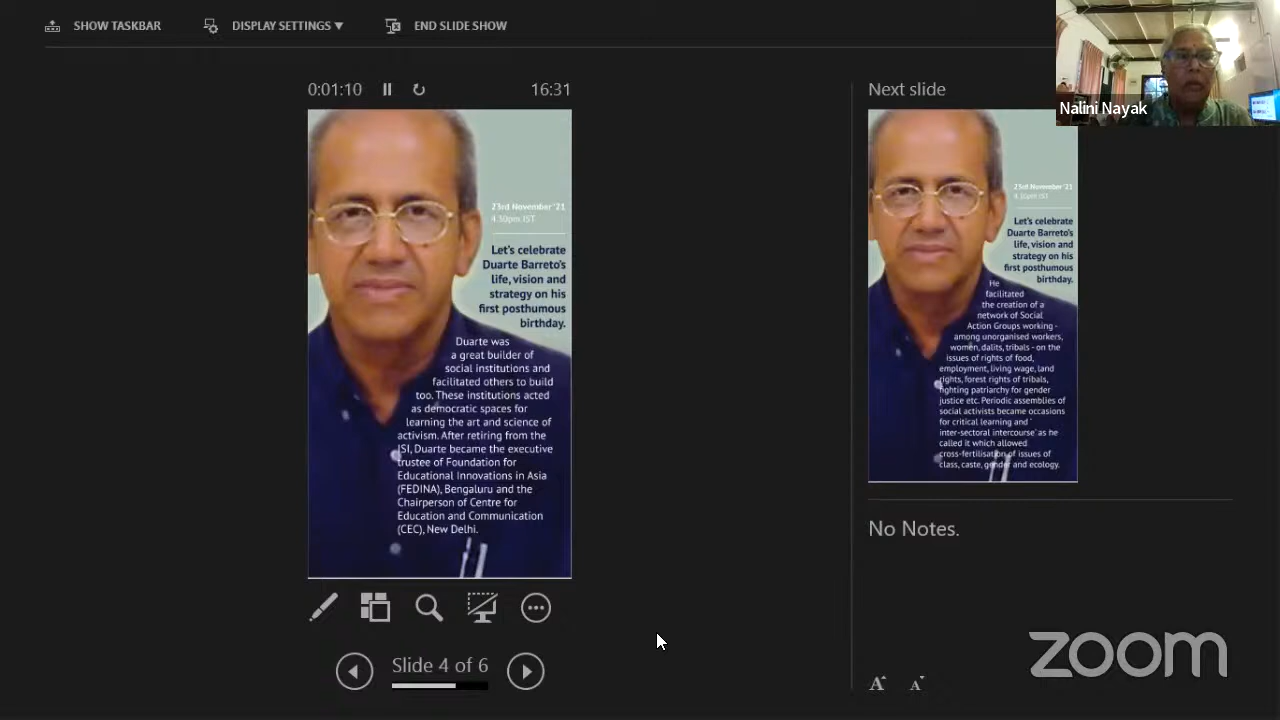 SHOW TASKBAR
DISPLAY SETTINGS ▼
END SLIDE SHOW
Nalini Nayak
0:01:10
16:31
23rd November '21
4.30pm IST
Let's celebrate
Duarte Barreto's
life, vision and
strategy on his
first posthumous
birthday.
Duarte was
a great builder of
social institutions and
facilitated others to build
too. These institutions acted
as democratic spaces for
learning the art and science of
activism. After retiring from the
ISI, Duarte became the executive
trustee of Foundation for
Educational Innovations in Asia
(FEDINA), Bengaluru and the
Chairperson of Centre for
Education and Communication
(CEC), New Delhi.
Slide 4 of 6
Next slide
23rd November '21
4.30pm IST
Let's celebrate
Duarte Barreto's
life, vision and
strategy on his
first posthumous
birthday.
He
facilitated
the creation of a
network of Social
Action Groups working -
among unorganised workers,
women, dalits, tribals - on the
issues of rights of food,
employment, living wage, land
rights, forest rights of tribals,
fighting patriarchy for gender
justice etc. Periodic assemblies of
social activists became occasions
for critical learning and '
inter-sectoral intercourse' as he
called it which allowed
cross-fertilisation of issues of
class, caste, gender and ecology.
No Notes.
A A
zoom